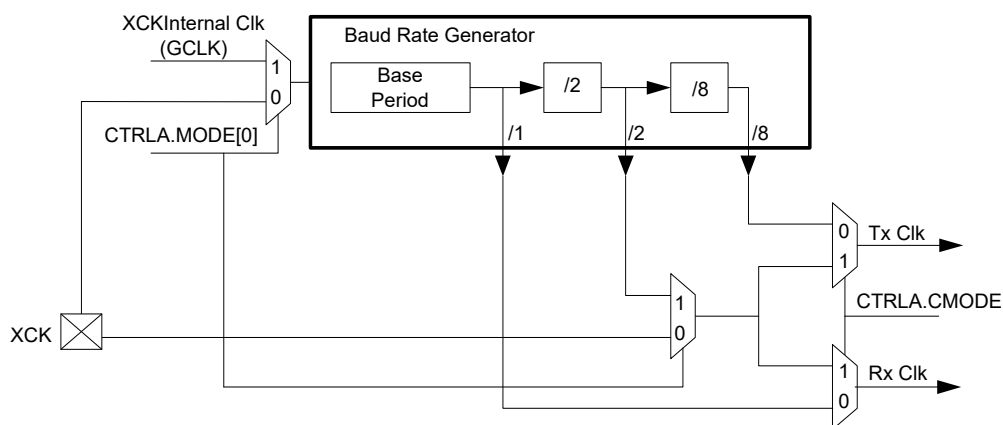 XCKInternal Clk
(GCLK)
Baud Rate Generator
1
0
Base
Period
/2
/8
CTRLA.MODE[0]
/1
/2
/8
0
1
Tx Clk
1
0
CTRLA.CMODE
XCK
1
0
Rx Clk